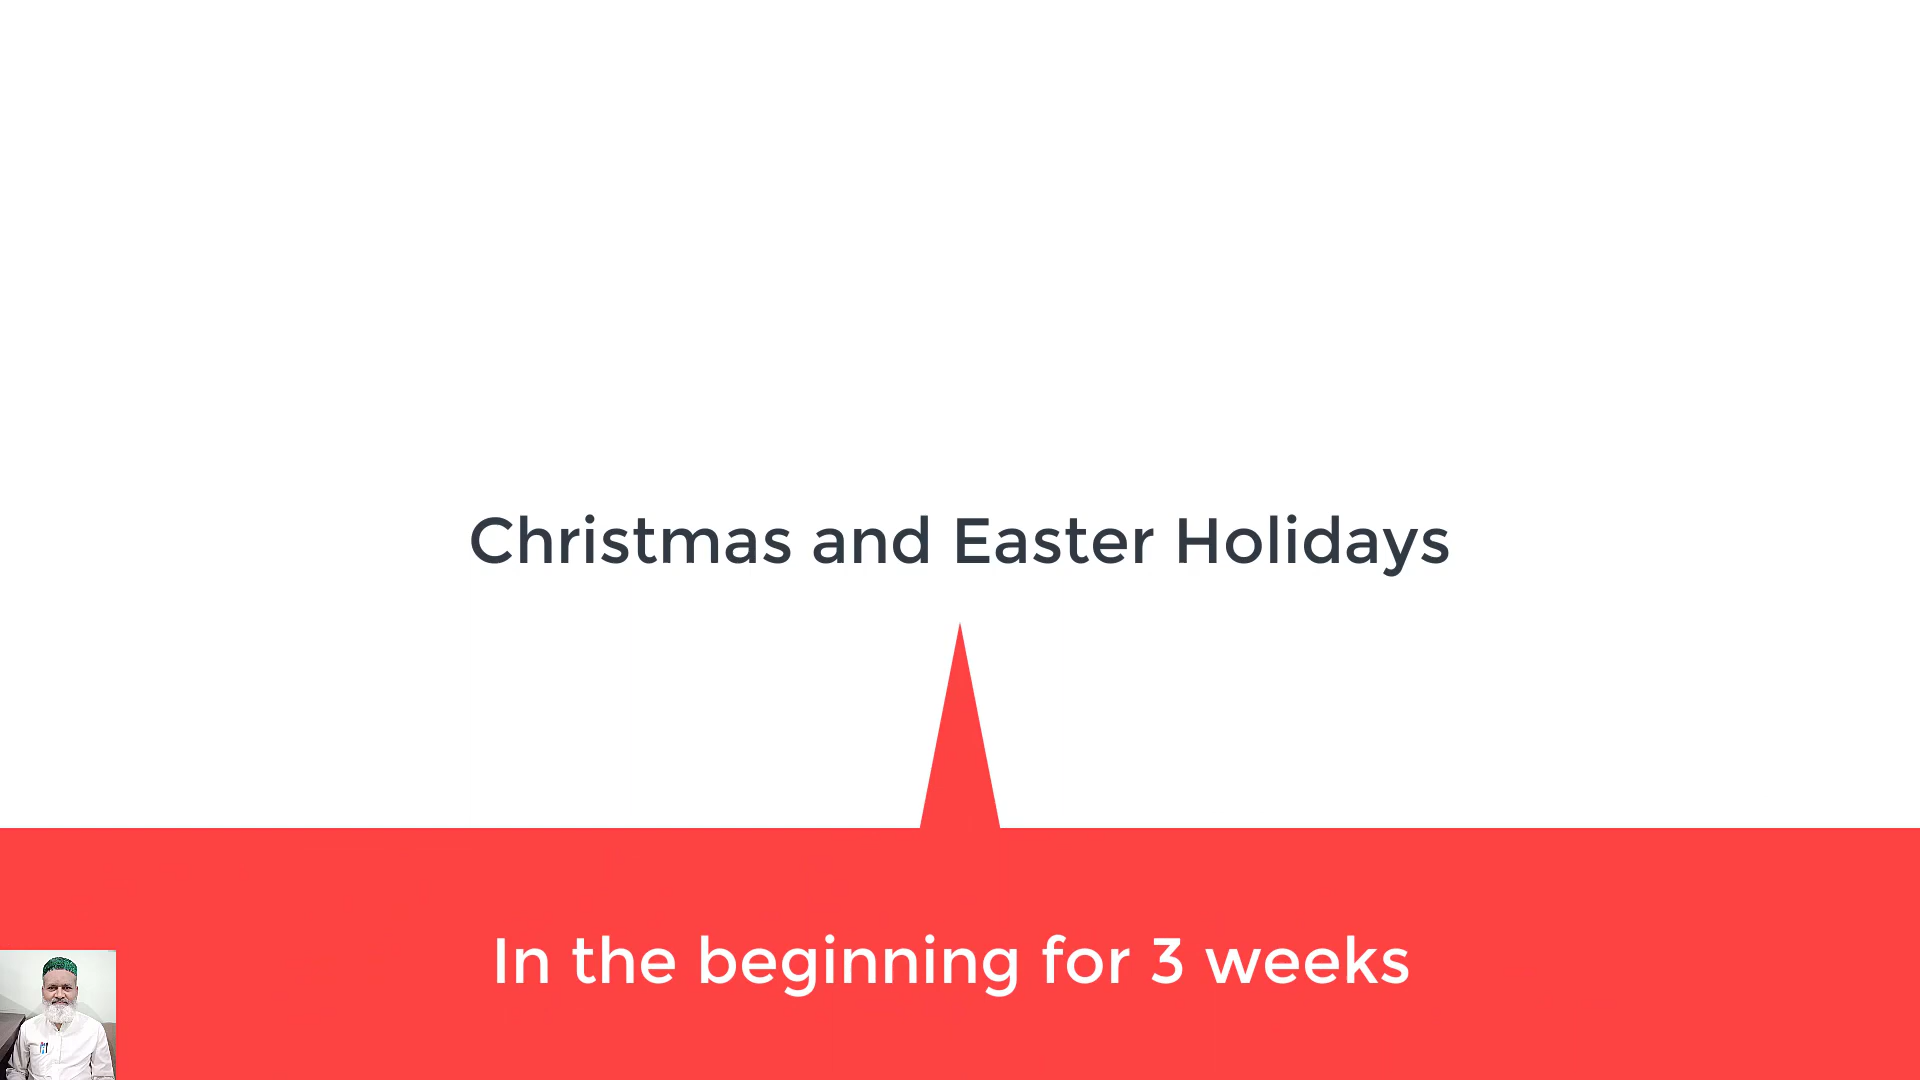 Christmas and Easter Holidays
In the beginning for 3 weeks